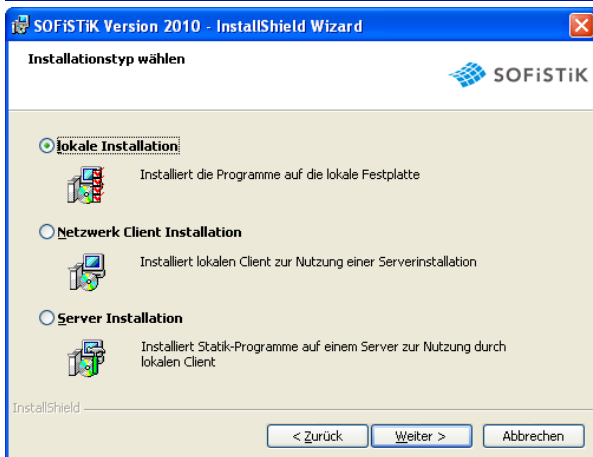 SOFiSTiK Version 2010 - InstallShield Wizard
Installationstyp wählen
SOFiSTiK
lokale Installation
Installiert die Programme auf die lokale Festplatte
Netzwerk Client Installation
Installiert lokalen Client zur Nutzung einer Serverinstallation
Server Installation
Installiert Statik-Programme auf einem Server zur Nutzung durch
lokalen Client
InstallShield
< Zurück Weiter > Abbrechen